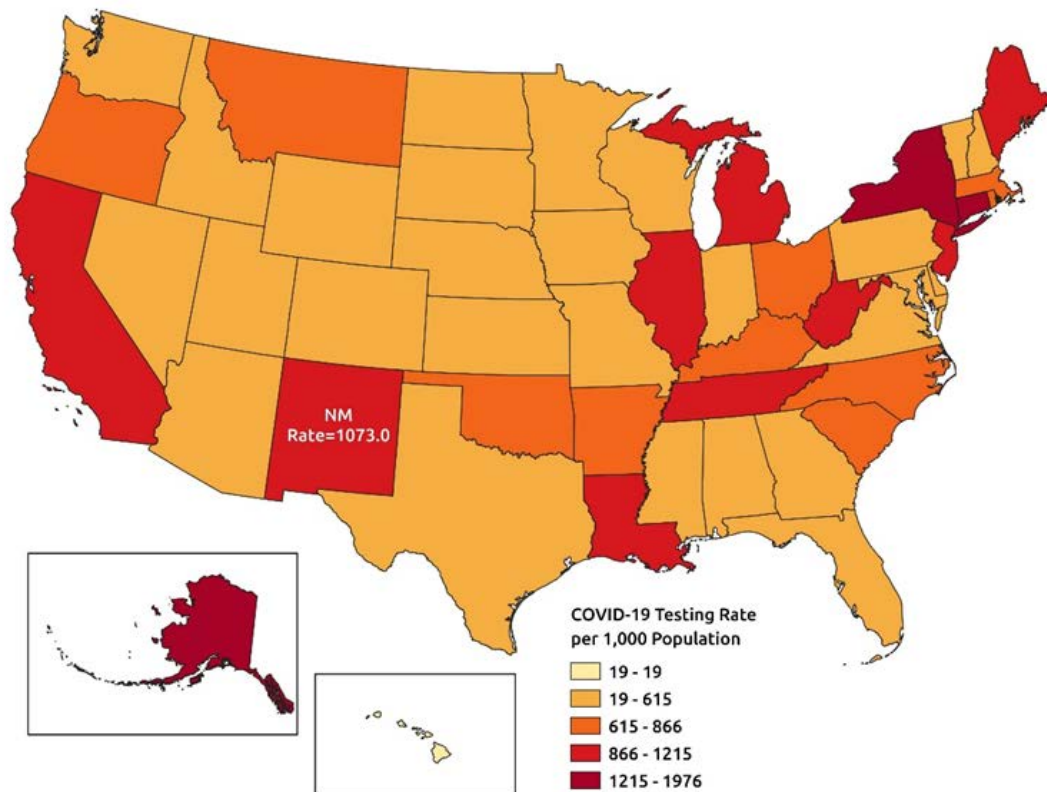 NM
Rate=1073.0
COVID-19 Testing Rate
per 1,000 Population
19 - 19
19 - 615
615 - 866
866 - 1215
1215 - 1976